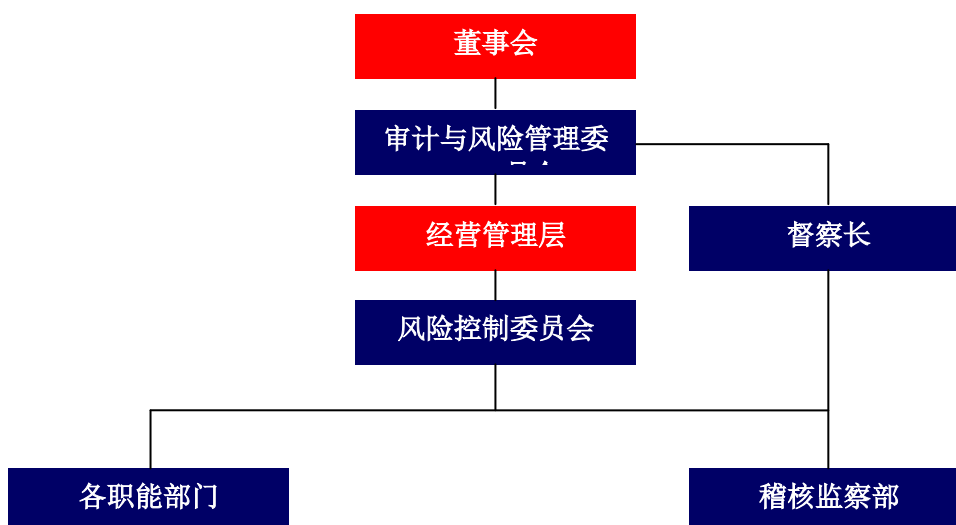 董事会
审计与风险管理委
经营管理层
督察长
风险控制委员会
各职能部门
稽核监察部